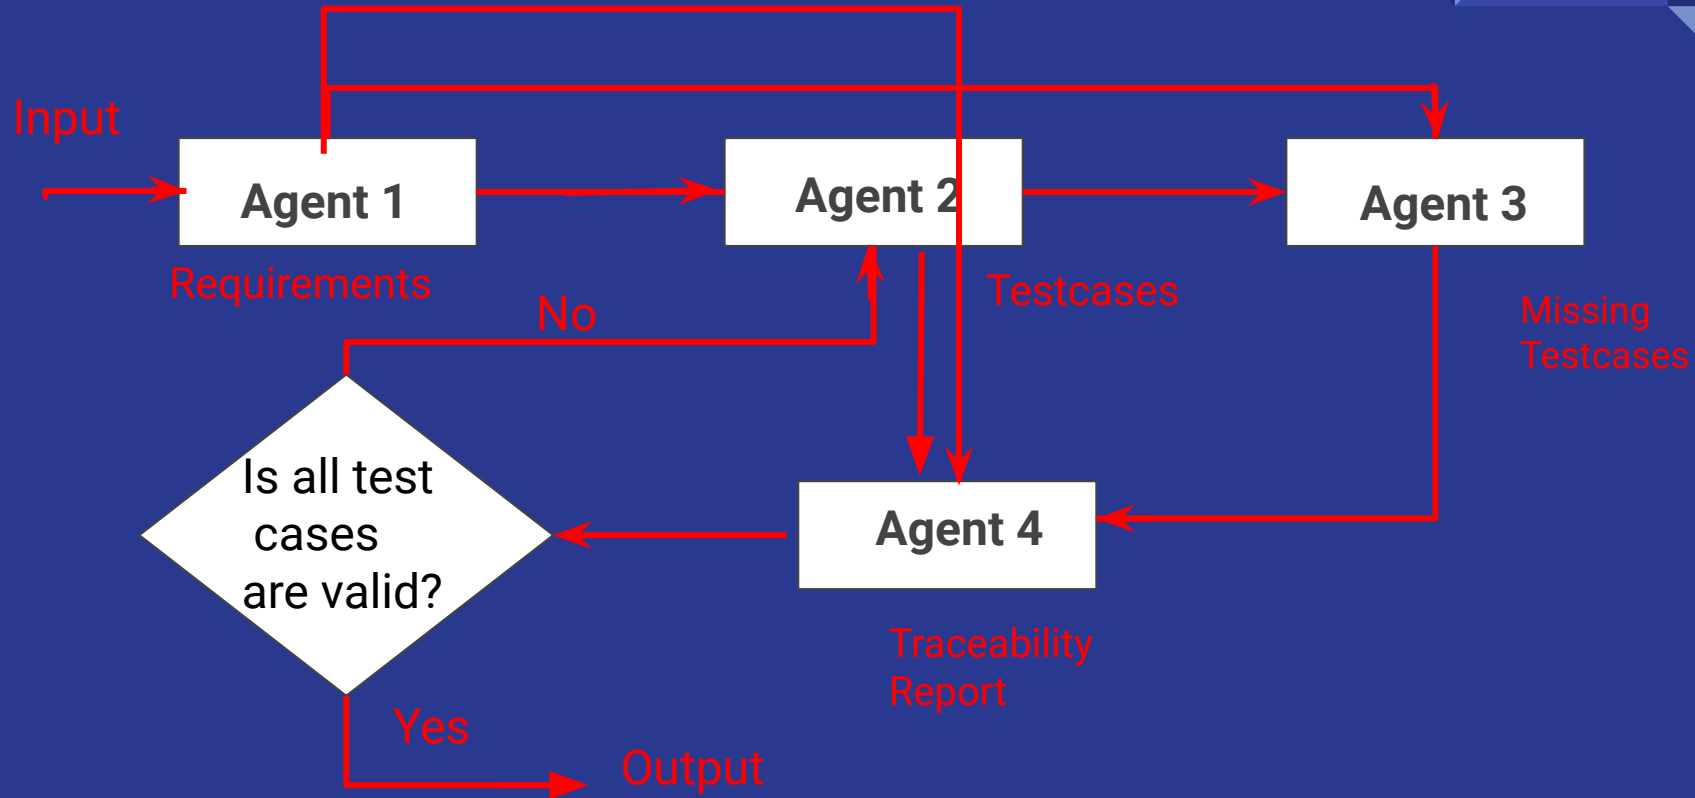 Input
Agent 1
Agent 2
Agent 3
Requirements
Testcases
No
Missing
Testcases
Is all test
cases
are valid?
Agent 4
Traceability
Report
Yes
Output